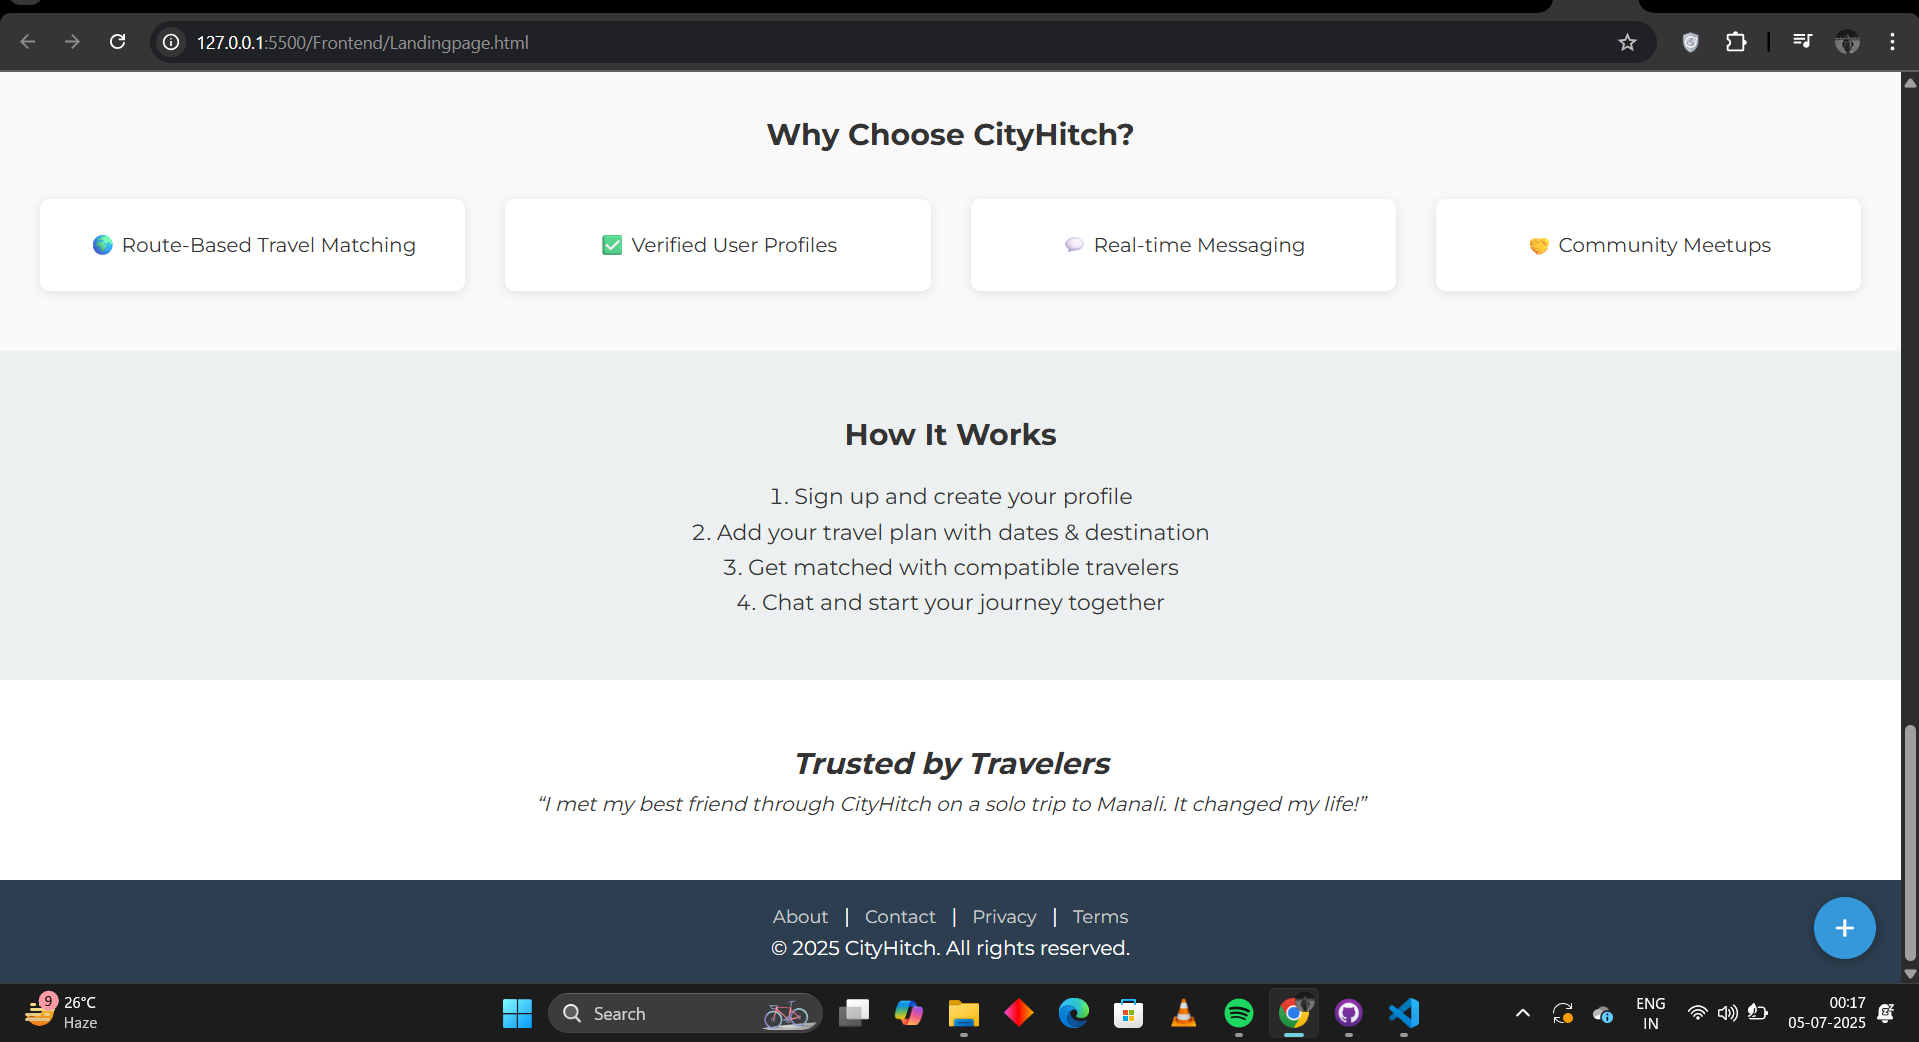 127.0.0.1:5500/Frontend/Landingpage.html
Why Choose CityHitch?
🌍 Route-Based Travel Matching
✅ Verified User Profiles
💬 Real-time Messaging
🤝 Community Meetups
How It Works
1. Sign up and create your profile
2. Add your travel plan with dates & destination
3. Get matched with compatible travelers
4. Chat and start your journey together
Trusted by Travelers
“I met my best friend through CityHitch on a solo trip to Manali. It changed my life!”
About | Contact | Privacy | Terms
© 2025 CityHitch. All rights reserved.
+
9
26°C
Haze
Search
ENG
IN
00:17
05-07-2025